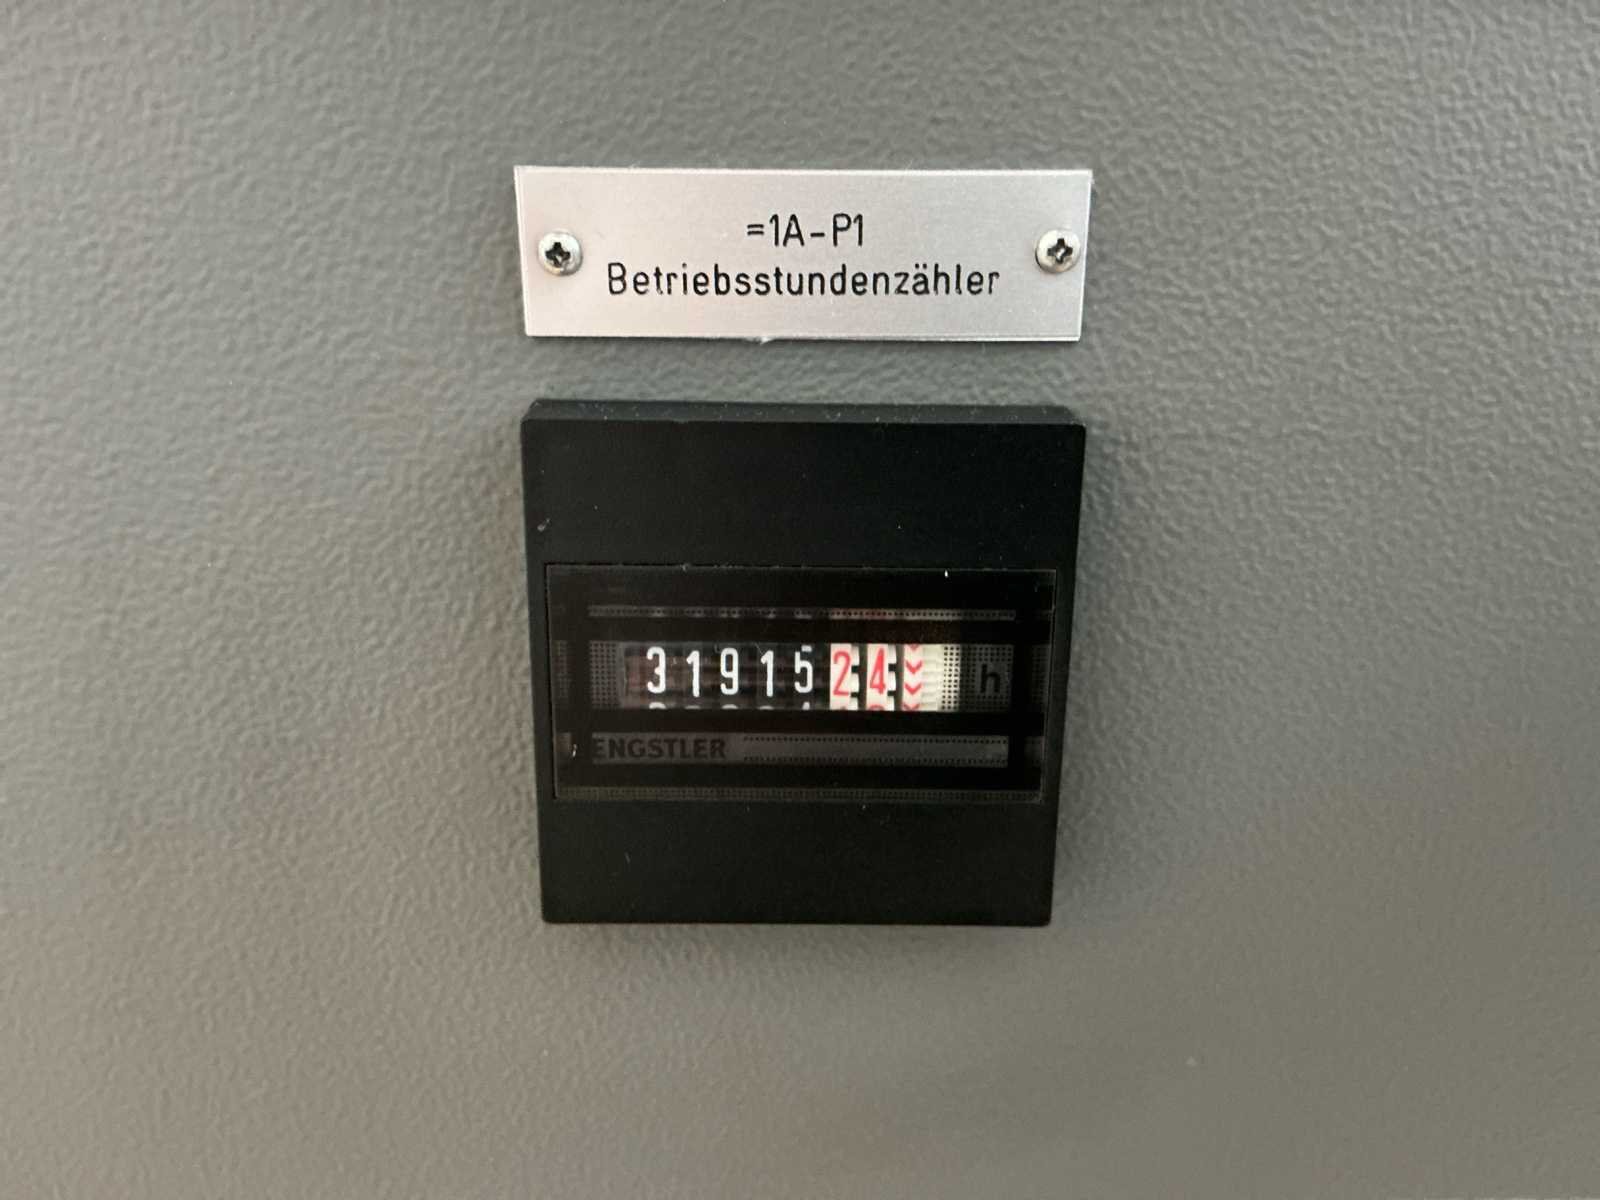 =1A-P1
Betriebsstundenzähler
3191524 h
ENGSTLER